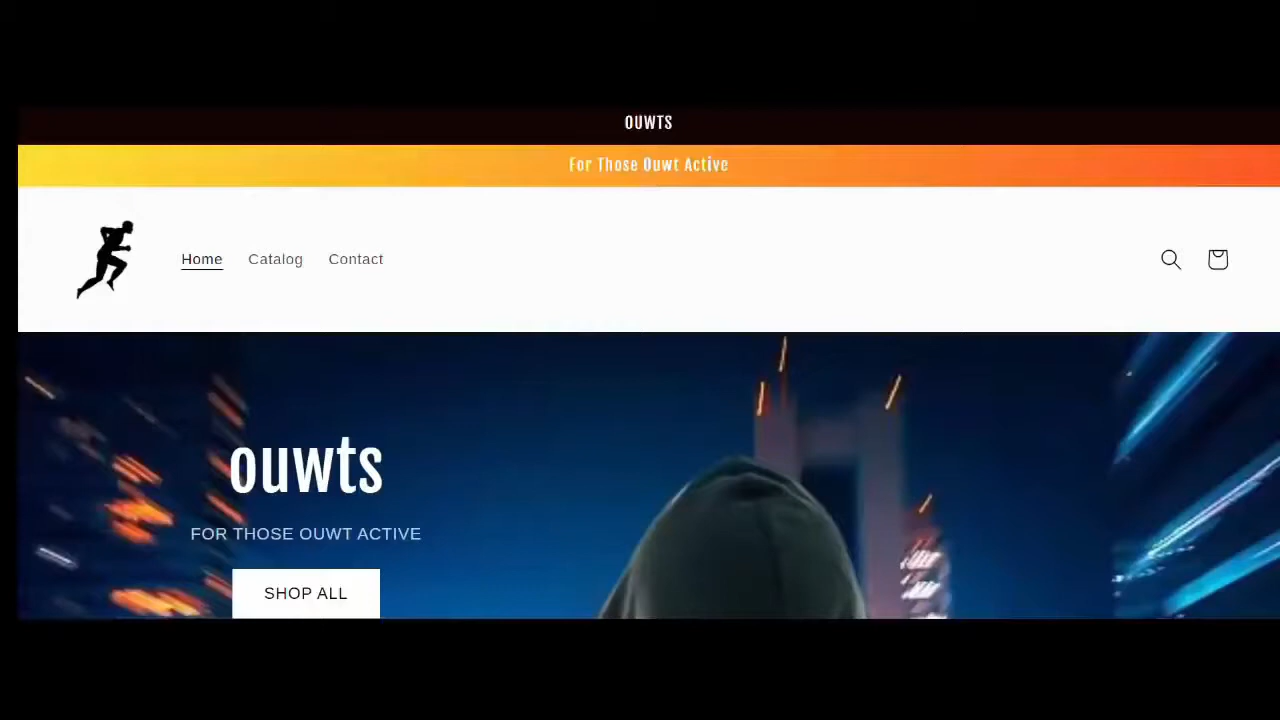 OUWTS
For Those Ouwt Active
Home Catalog Contact
ouwts
FOR THOSE OUWT ACTIVE
SHOP ALL